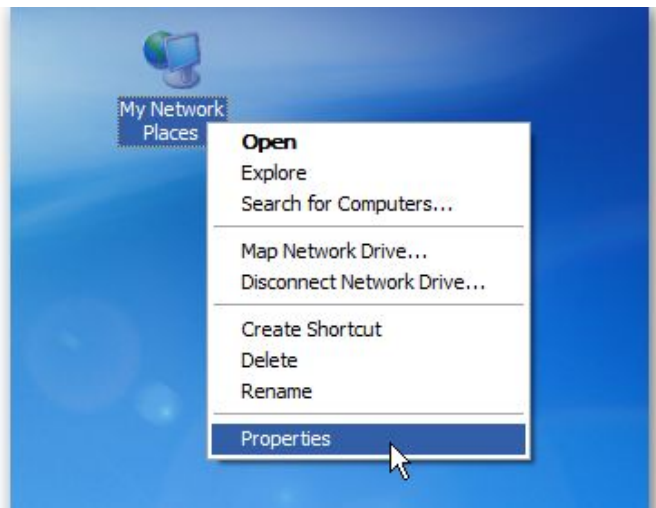 My Network
Places
Open
Explore
Search for Computers...
Map Network Drive...
Disconnect Network Drive...
Create Shortcut
Delete
Rename
Properties